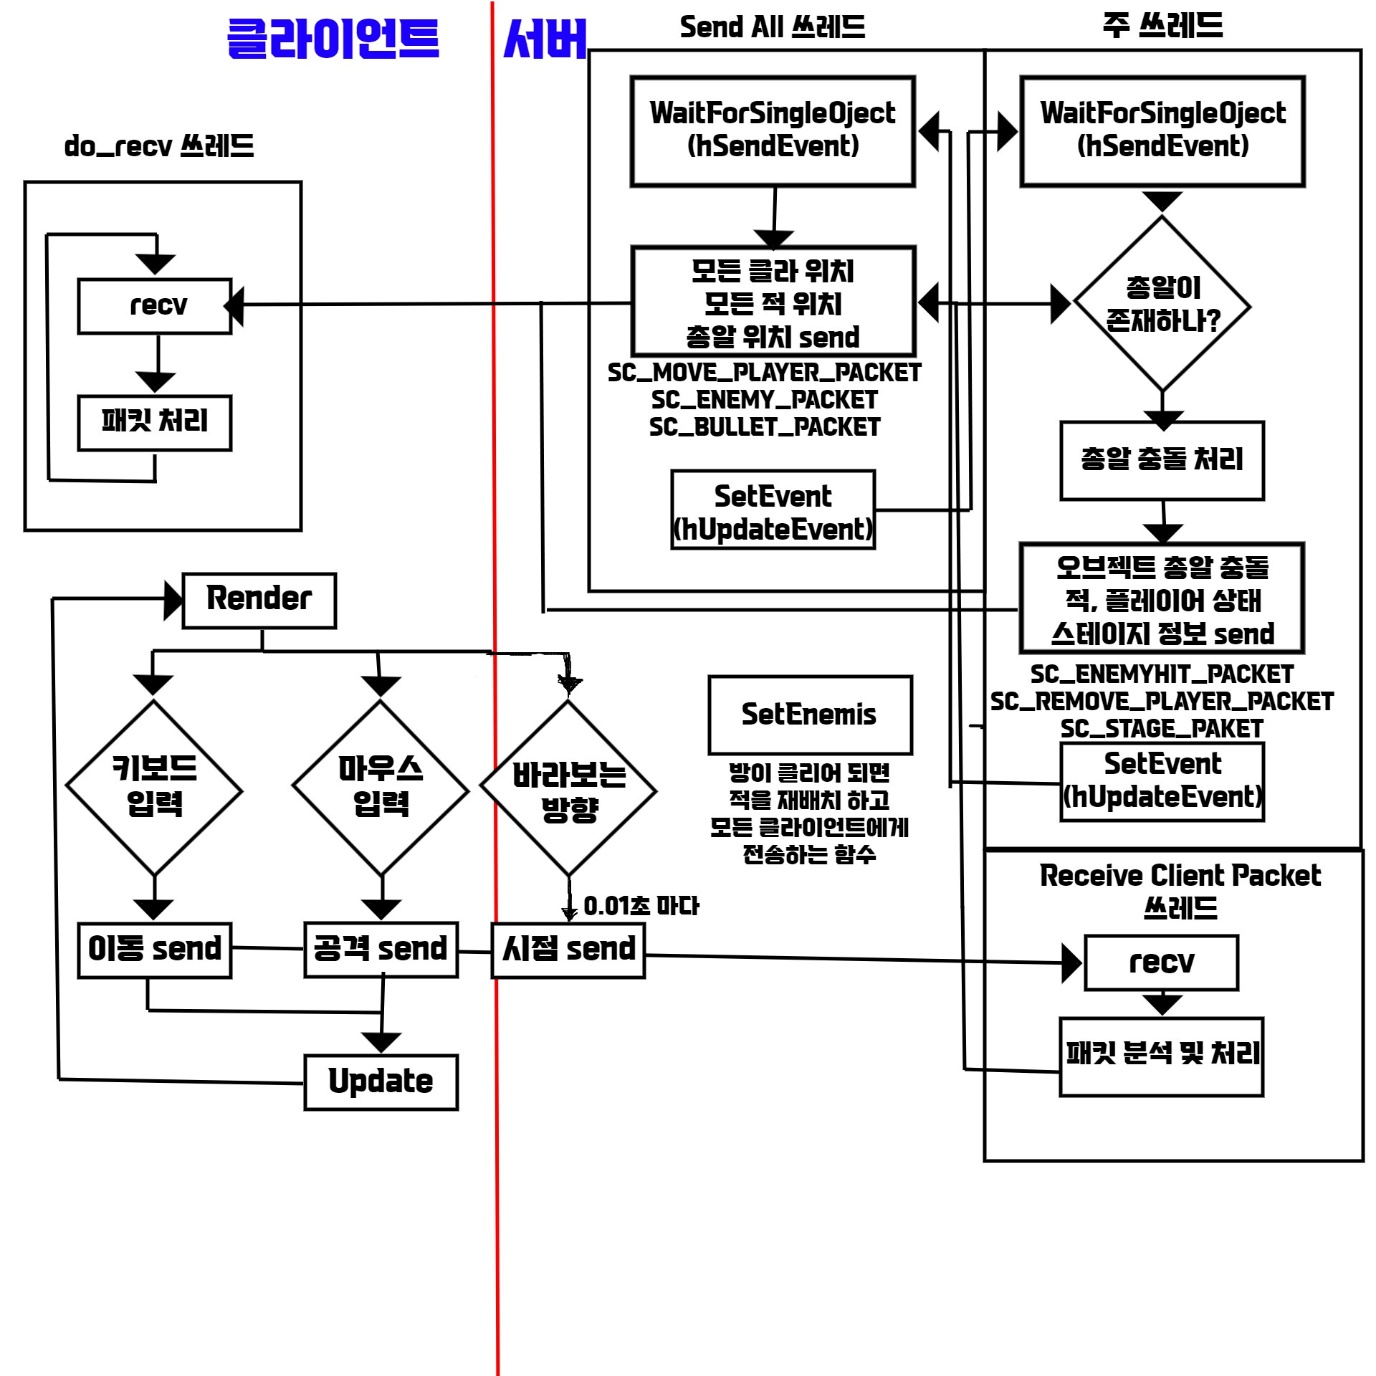 클라이언트
서버
Send All 쓰레드
주 쓰레드
do_recv 쓰레드
recv
패킷 처리
WaitForSingleOject
(hSendEvent)
모든 클라 위치
모든 적 위치
총알 위치 send
SC_MOVE_PLAYER_PACKET
SC_ENEMY_PACKET
SC_BULLET_PACKET
SetEvent
(hUpdateEvent)
WaitForSingleOject
(hSendEvent)
총알이
존재하나?
총알 충돌 처리
오브젝트 총알 충돌
적, 플레이어 상태
스테이지 정보 send
SC_ENEMYHIT_PACKET
SC_REMOVE_PLAYER_PACKET
SC_STAGE_PAKET
SetEvent
(hUpdateEvent)
Render
키보드
입력
마우스
입력
바라보는
방향
SetEnemis
방이 클리어 되면
적을 재배치 하고
모든 클라이언트에게
전송하는 함수
0.01초 마다
이동 send
공격 send
시점 send
Update
Receive Client Packet
쓰레드
recv
패킷 분석 및 처리